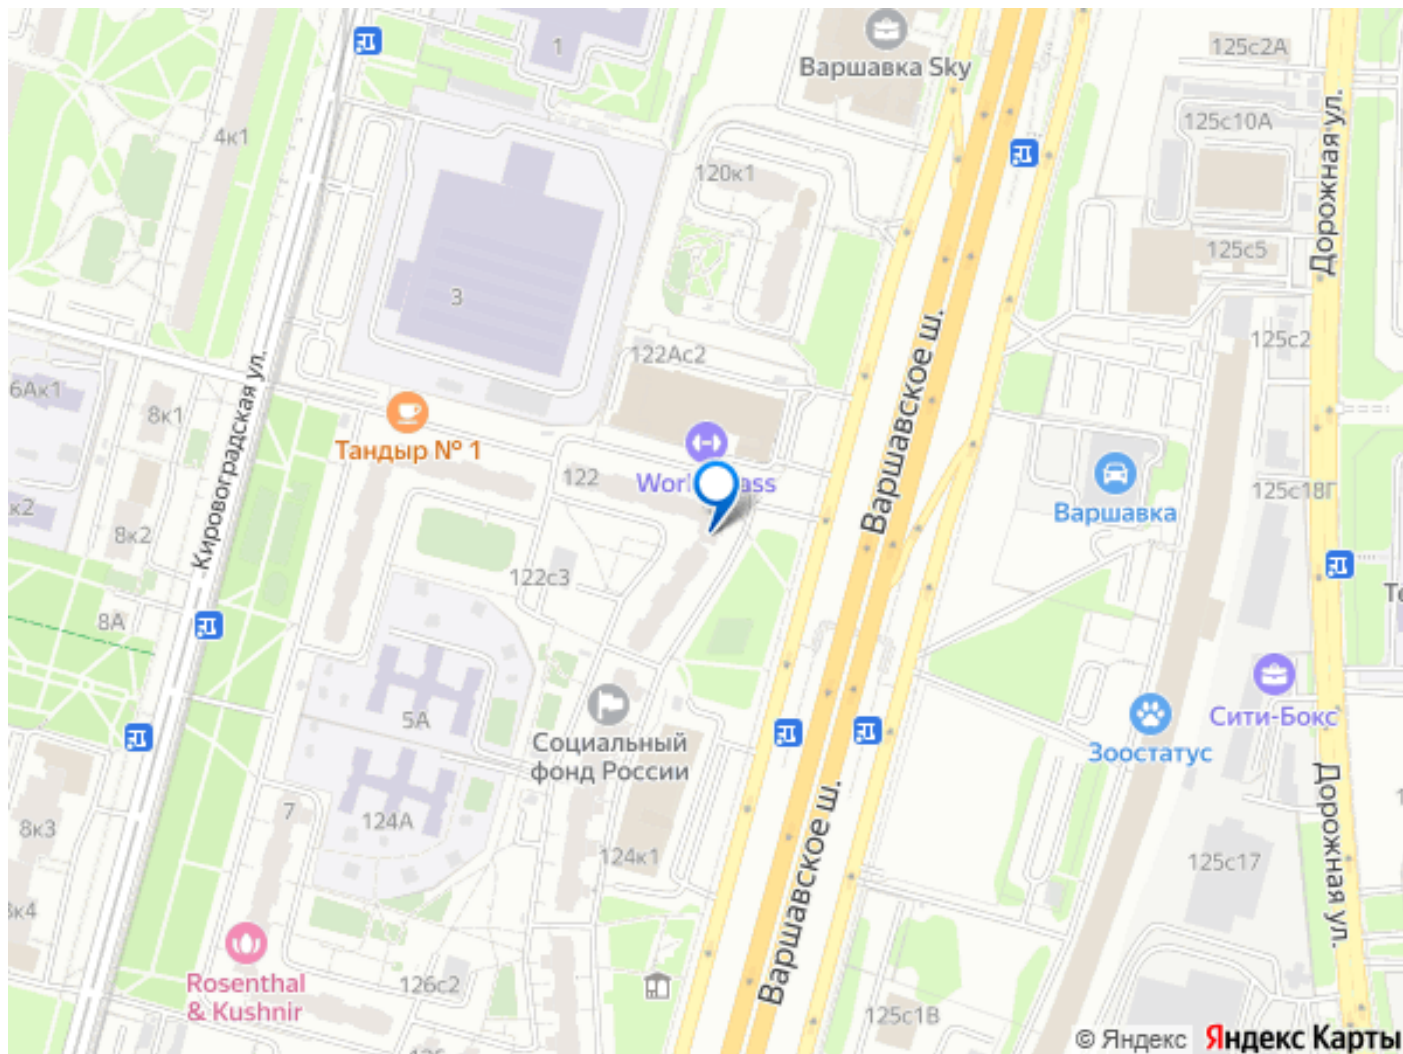 1
Варшавка Sky
125с2А
4к1
125с10А
Дорожная ул.
120к1
125с5
3
122Ас2
125с2
6Ак1
8к1
Кировоградская ул.
Тандыр № 1
Варшавское ш.
122
125с18Г
к2
Варшавка
8к2
122с3
8А
5А
Социальный
фонд России
Сити-Бокс
Зоостатус
7
124А
8к3
124к1
Варшавское ш.
125с17
Дорожная ул.
Rosenthal
& Kushnir
126с2
125с1В
© Яндекс Яндекс Карты